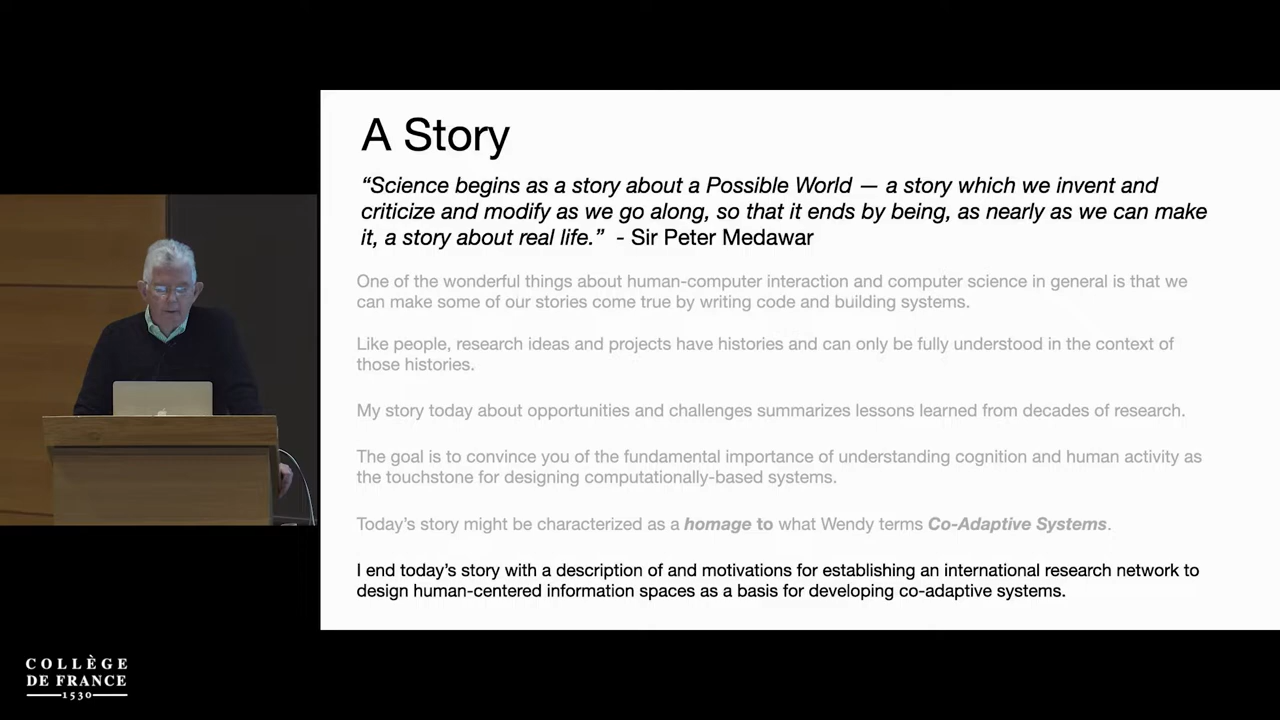 A Story
“Science begins as a story about a Possible World — a story which we invent and
criticize and modify as we go along, so that it ends by being, as nearly as we can make
it, a story about real life.” - Sir Peter Medawar
One of the wonderful things about human-computer interaction and computer science in general is that we
can make some of our stories come true by writing code and building systems.
Like people, research ideas and projects have histories and can only be fully understood in the context of
those histories.
My story today about opportunities and challenges summarizes lessons learned from decades of research.
The goal is to convince you of the fundamental importance of understanding cognition and human activity as
the touchstone for designing computationally-based systems.
Today’s story might be characterized as a homage to what Wendy terms Co-Adaptive Systems.
I end today’s story with a description of and motivations for establishing an international research network to
design human-centered information spaces as a basis for developing co-adaptive systems.
COLLÈGE
DE FRANCE
1530